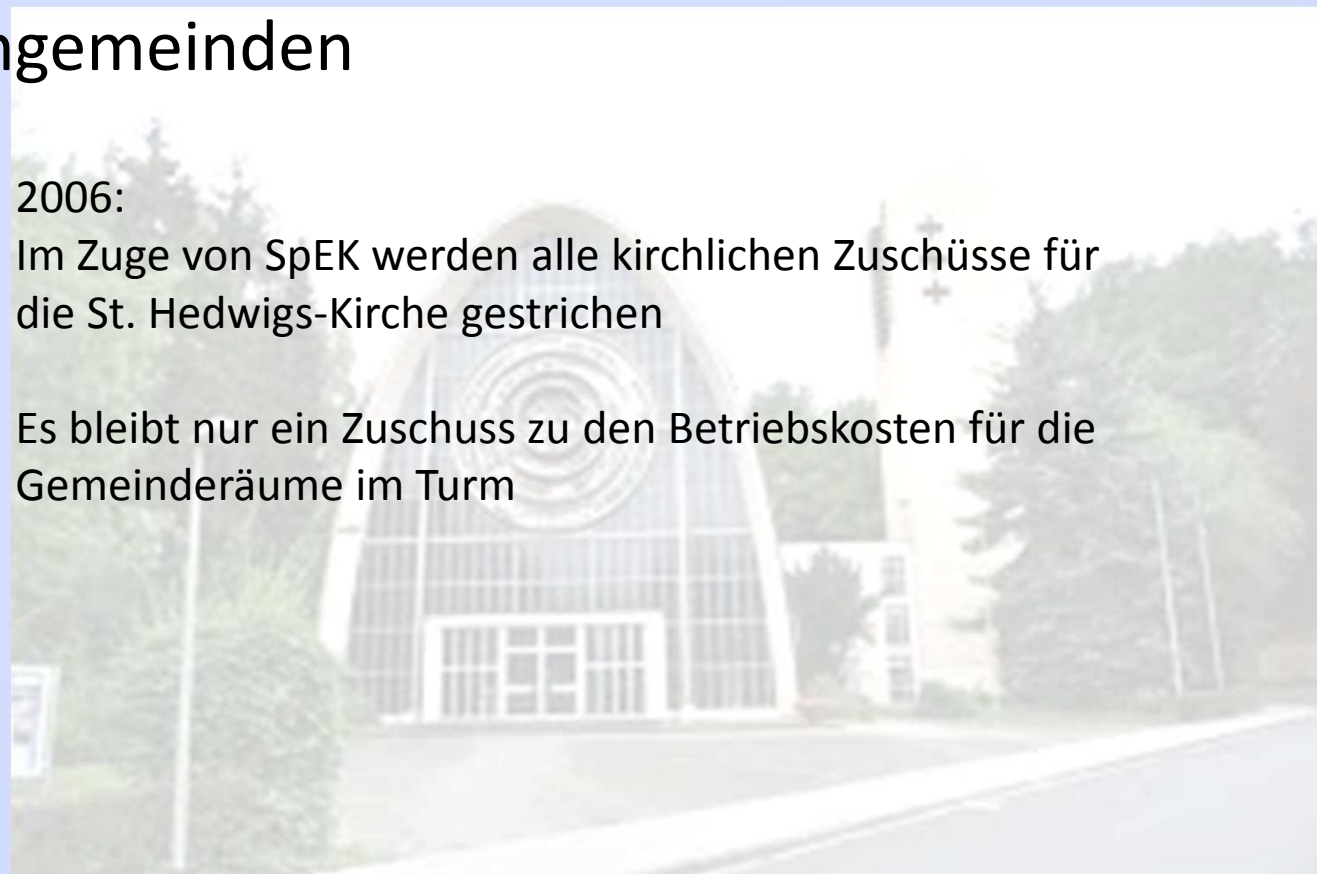 ngemeinden
2006:
Im Zuge von SpEK werden alle kirchlichen Zuschüsse für
die St. Hedwigs-Kirche gestrichen
Es bleibt nur ein Zuschuss zu den Betriebskosten für die
Gemeinderäume im Turm